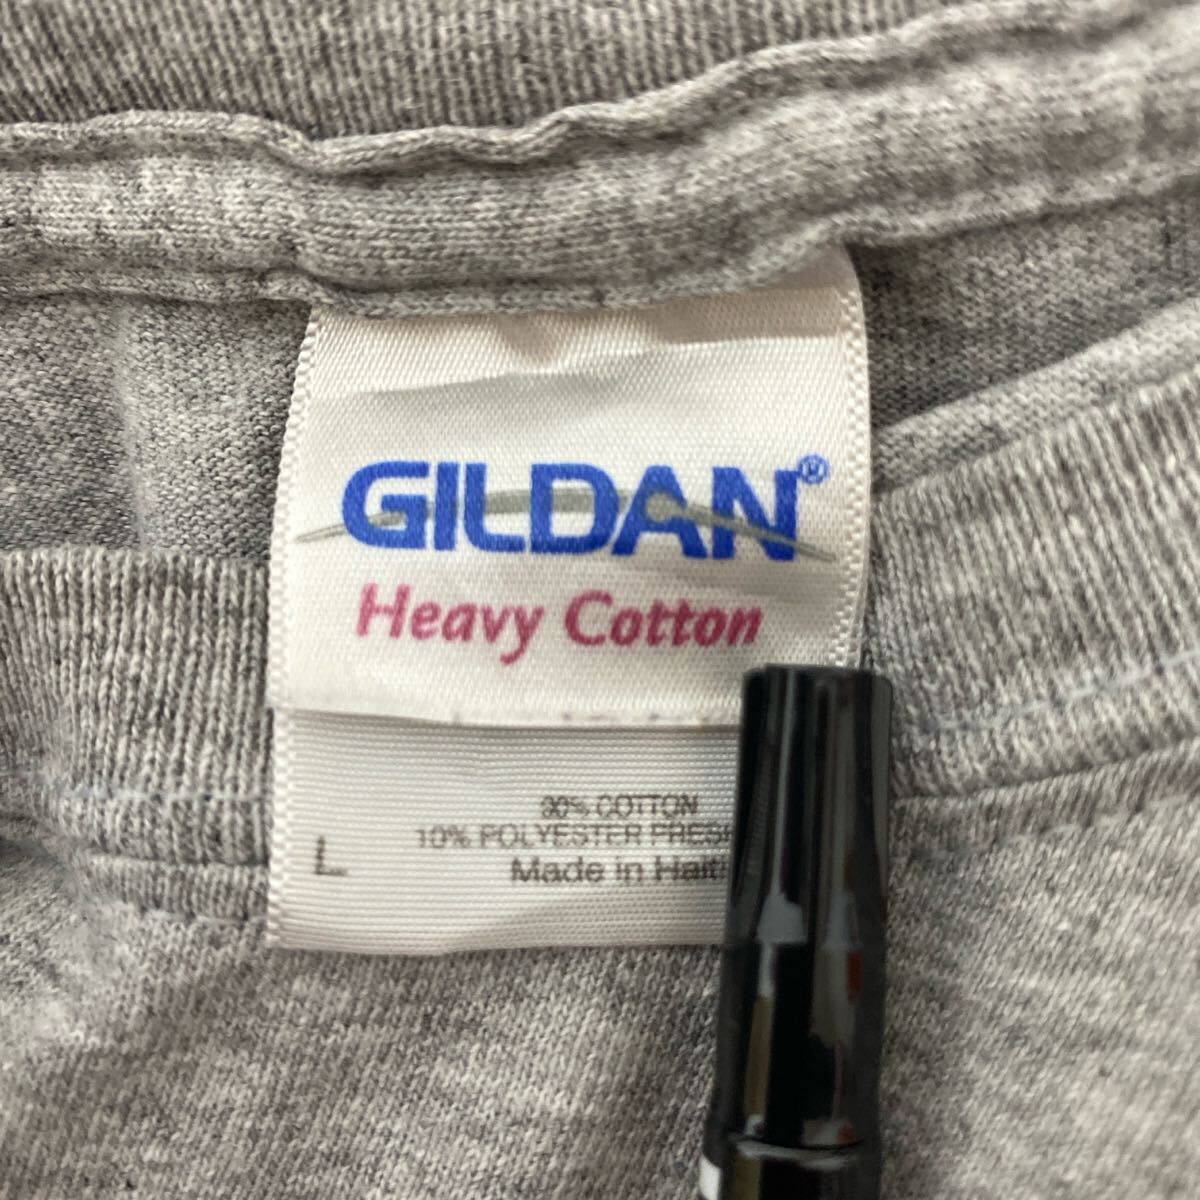 GILDAN®
Heavy Cotton
90% COTTON
10% POLYESTER
L
Made in Haiti